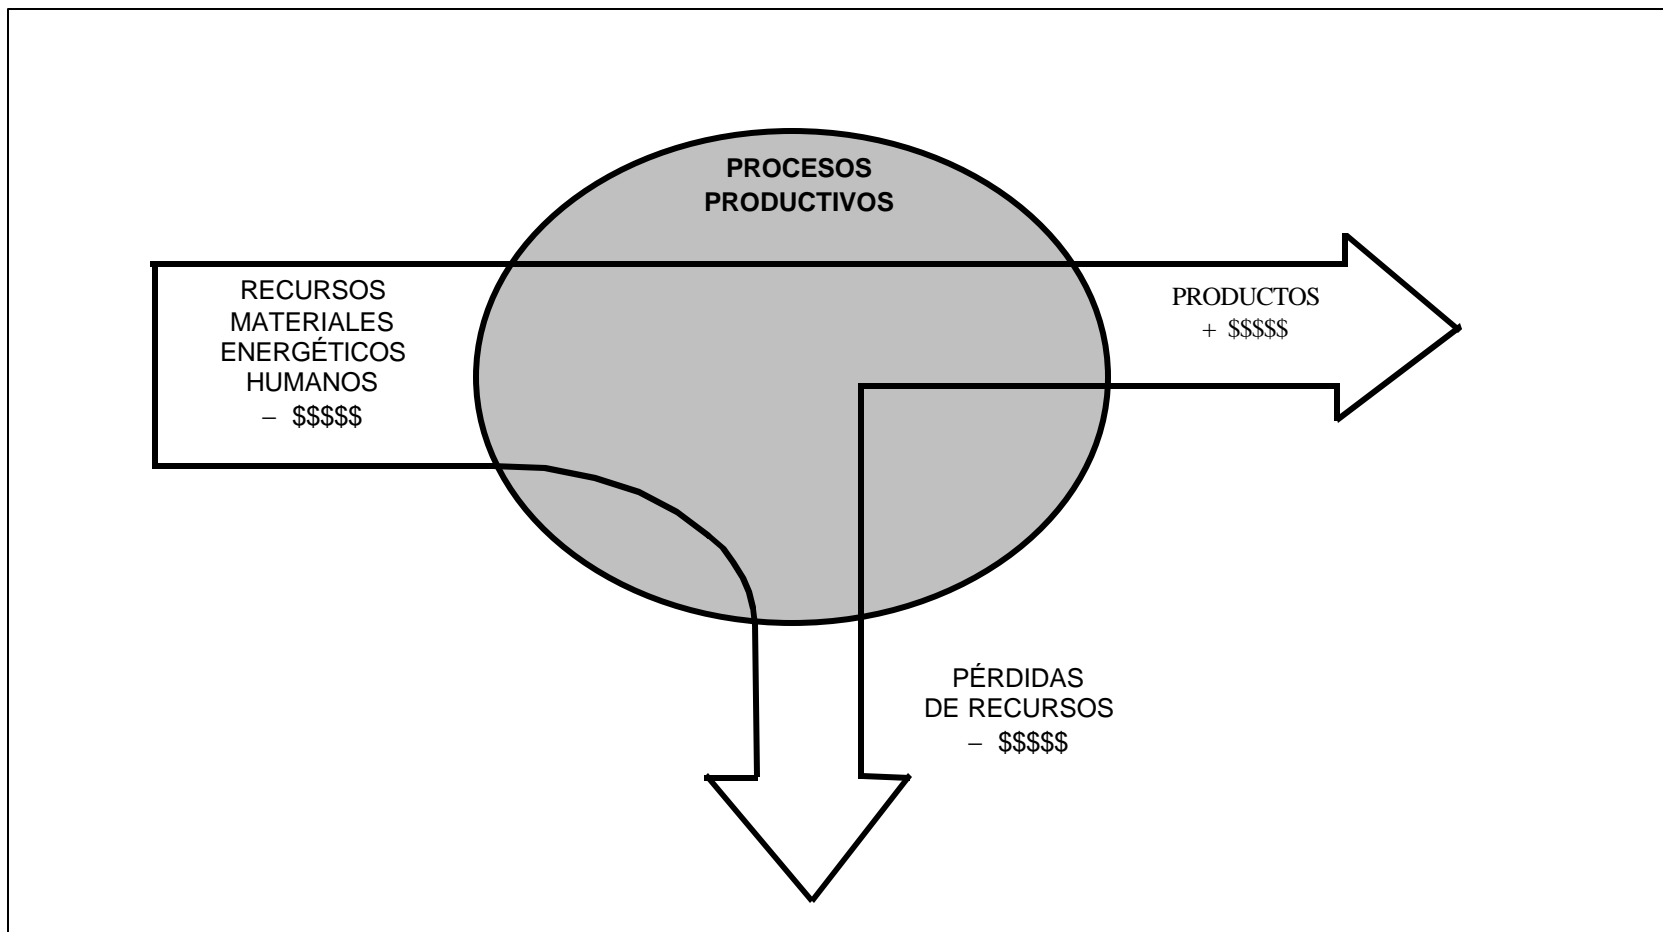 PROCESOS
PRODUCTIVOS
RECURSOS
MATERIALES
ENERGÉTICOS
HUMANOS
– $$$$$
PRODUCTOS
+ $$$$$
PÉRDIDAS
DE RECURSOS
– $$$$$